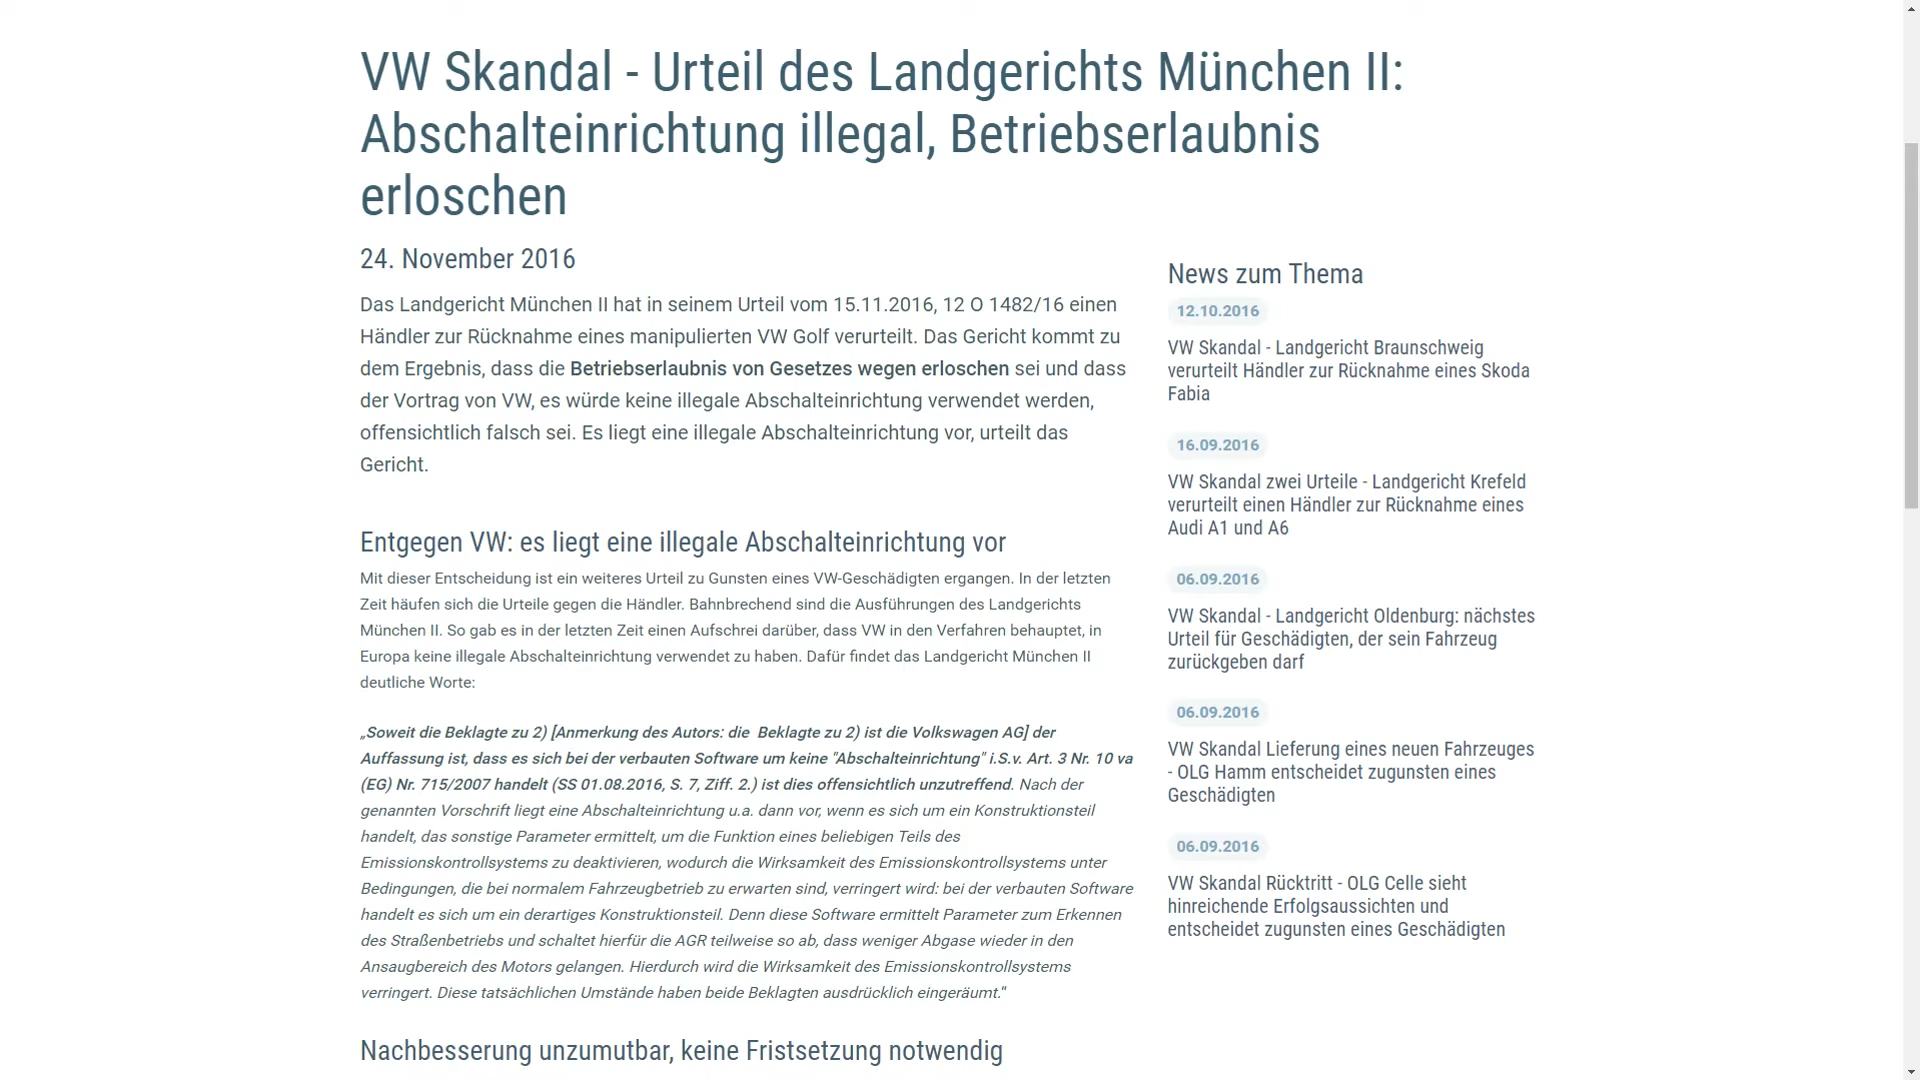 VW Skandal - Urteil des Landgerichts München II:
Abschalteinrichtung illegal, Betriebserlaubnis
erloschen
24. November 2016
Das Landgericht München II hat in seinem Urteil vom 15.11.2016, 12 O 1482/16 einen
Händler zur Rücknahme eines manipulierten VW Golf verurteilt. Das Gericht kommt zu
dem Ergebnis, dass die Betriebserlaubnis von Gesetzes wegen erloschen sei und dass
der Vortrag von VW, es würde keine illegale Abschalteinrichtung verwendet werden,
offensichtlich falsch sei. Es liegt eine illegale Abschalteinrichtung vor, urteilt das
Gericht.
Entgegen VW: es liegt eine illegale Abschalteinrichtung vor
Mit dieser Entscheidung ist ein weiteres Urteil zu Gunsten eines VW-Geschädigten ergangen. In der letzten
Zeit häufen sich die Urteile gegen die Händler. Bahnbrechend sind die Ausführungen des Landgerichts
München II. So gab es in der letzten Zeit einen Aufschrei darüber, dass VW in den Verfahren behauptet, in
Europa keine illegale Abschalteinrichtung verwendet zu haben. Dafür findet das Landgericht München II
deutliche Worte:
„Soweit die Beklagte zu 2) [Anmerkung des Autors: die  Beklagte zu 2) ist die Volkswagen AG] der
Auffassung ist, dass es sich bei der verbauten Software um keine "Abschalteinrichtung" i.S.v. Art. 3 Nr. 10 va
(EG) Nr. 715/2007 handelt (SS 01.08.2016, S. 7, Ziff. 2.) ist dies offensichtlich unzutreffend. Nach der
genannten Vorschrift liegt eine Abschalteinrichtung u.a. dann vor, wenn es sich um ein Konstruktionsteil
handelt, das sonstige Parameter ermittelt, um die Funktion eines beliebigen Teils des
Emissionskontrollsystems zu deaktivieren, wodurch die Wirksamkeit des Emissionskontrollsystems unter
Bedingungen, die bei normalem Fahrzeugbetrieb zu erwarten sind, verringert wird: bei der verbauten Software
handelt es sich um ein derartiges Konstruktionsteil. Denn diese Software ermittelt Parameter zum Erkennen
des Straßenbetriebs und schaltet hierfür die AGR teilweise so ab, dass weniger Abgase wieder in den
Ansaugbereich des Motors gelangen. Hierdurch wird die Wirksamkeit des Emissionskontrollsystems
verringert. Diese tatsächlichen Umstände haben beide Beklagten ausdrücklich eingeräumt."
Nachbesserung unzumutbar, keine Fristsetzung notwendig
News zum Thema
12.10.2016
VW Skandal - Landgericht Braunschweig
verurteilt Händler zur Rücknahme eines Skoda
Fabia
16.09.2016
VW Skandal zwei Urteile - Landgericht Krefeld
verurteilt einen Händler zur Rücknahme eines
Audi A1 und A6
06.09.2016
VW Skandal - Landgericht Oldenburg: nächstes
Urteil für Geschädigten, der sein Fahrzeug
zurückgeben darf
06.09.2016
VW Skandal Lieferung eines neuen Fahrzeuges
- OLG Hamm entscheidet zugunsten eines
Geschädigten
06.09.2016
VW Skandal Rücktritt - OLG Celle sieht
hinreichende Erfolgsaussichten und
entscheidet zugunsten eines Geschädigten